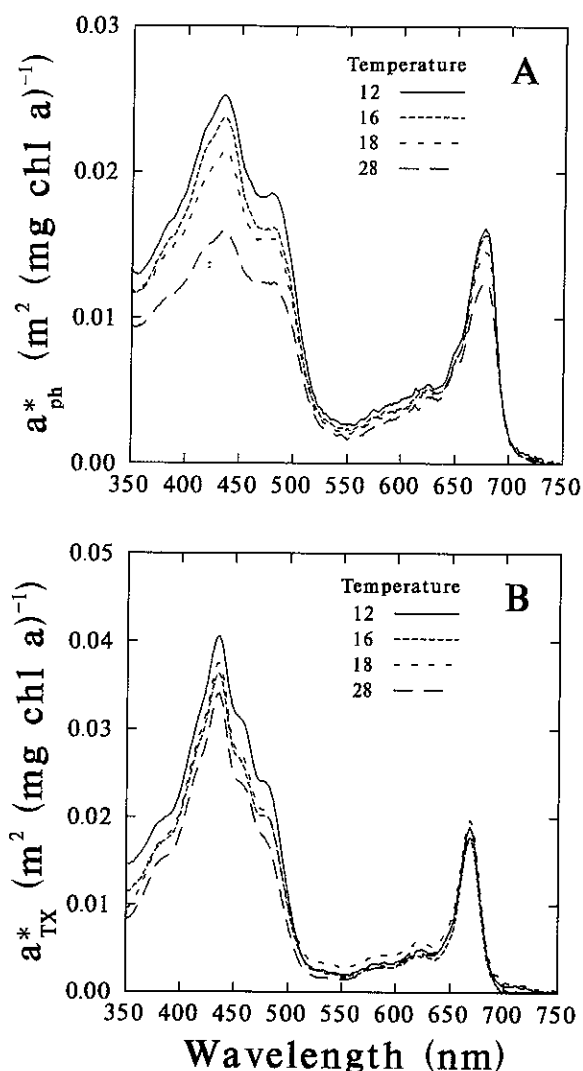 0.03
0.02
0.01
0.00
a*ph (m² (mg chl a)⁻¹)
Temperature
12
16
18
28
A
350 400 450 500 550 600 650 700 750
0.05
0.04
0.03
0.02
0.01
0.00
a*TX (m² (mg chl a)⁻¹)
Temperature
12
16
18
28
B
350 400 450 500 550 600 650 700 750
Wavelength (nm)